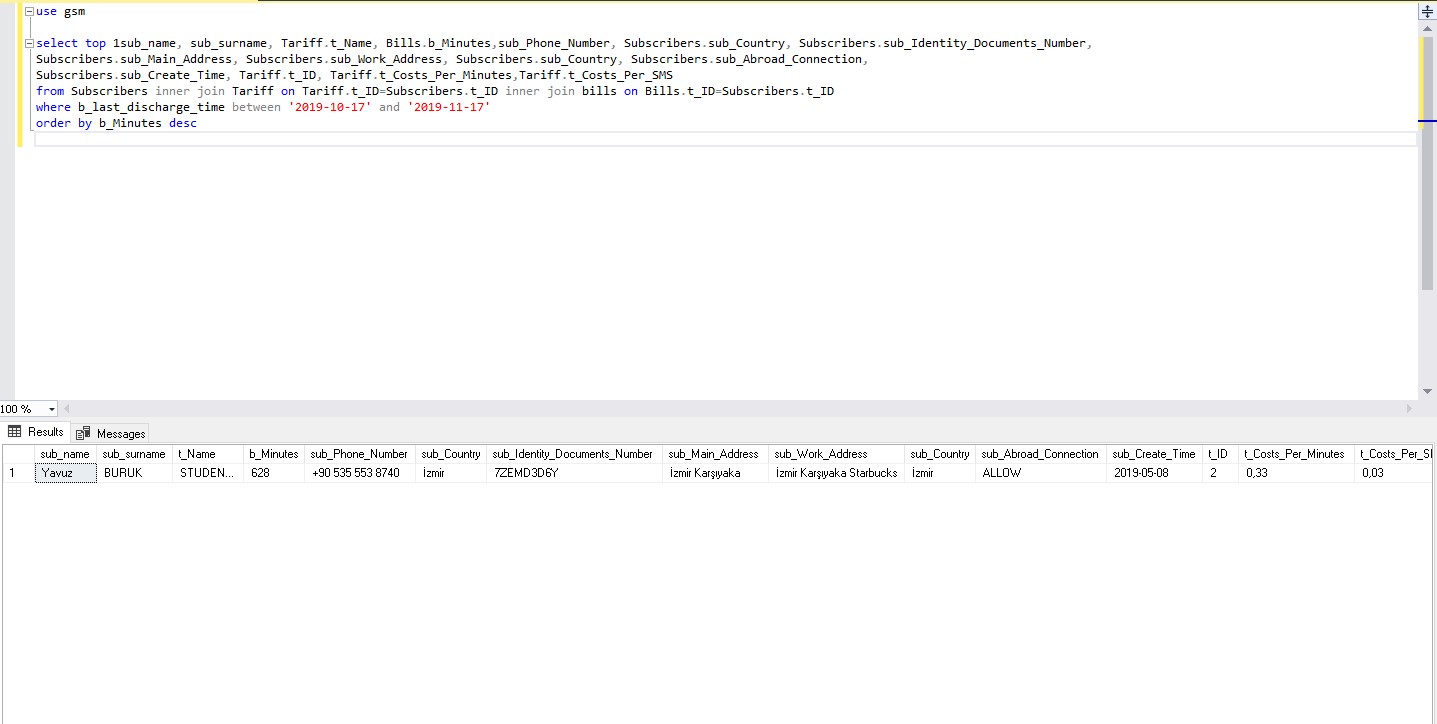 use gsm
select top 1sub_name, sub_surname, Tariff.t_Name, Bills.b_Minutes,sub_Phone_Number, Subscribers.sub_Country, Subscribers.sub_Identity_Documents_Number,
Subscribers.sub_Main_Address, Subscribers.sub_Work_Address, Subscribers.sub_Country, Subscribers.sub_Abroad_Connection,
Subscribers.sub_Create_Time, Tariff.t_ID, Tariff.t_Costs_Per_Minutes,Tariff.t_Costs_Per_SMS
from Subscribers inner join Tariff on Tariff.t_ID=Subscribers.t_ID inner join bills on Bills.t_ID=Subscribers.t_ID
where b_last_discharge_time between '2019-10-17' and '2019-11-17'
order by b_Minutes desc
100 %
Results Messages
sub_name sub_surname t_Name b_Minutes sub_Phone_Number sub_Country sub_Identity_Documents_Number sub_Main_Address sub_Work_Address sub_Country sub_Abroad_Connection sub_Create_Time t_ID t_Costs_Per_Minutes t_Costs_Per_SI
1 Yavuz BURUK STUDEN... 628 +90 535 553 8740 İzmir 7ZEMD3D6Y İzmir Karşıyaka İzmir Karşıyaka Starbucks İzmir ALLOW 2019-05-08 2 0,33 0,03